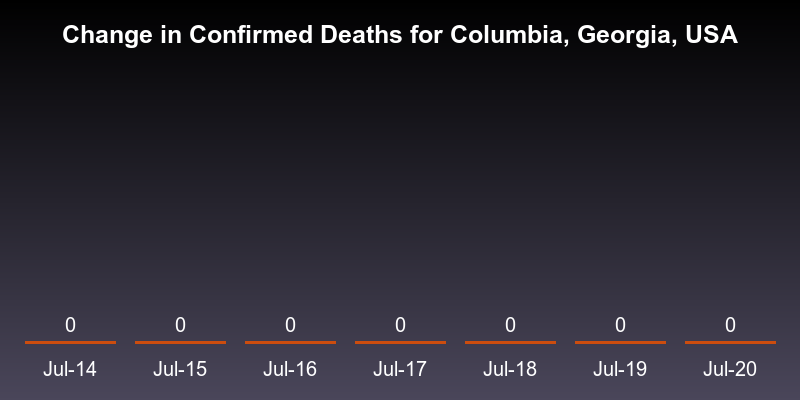 Change in Confirmed Deaths for Columbia, Georgia, USA
0 0 0 0 0 0 0
Jul-14 Jul-15 Jul-16 Jul-17 Jul-18 Jul-19 Jul-20